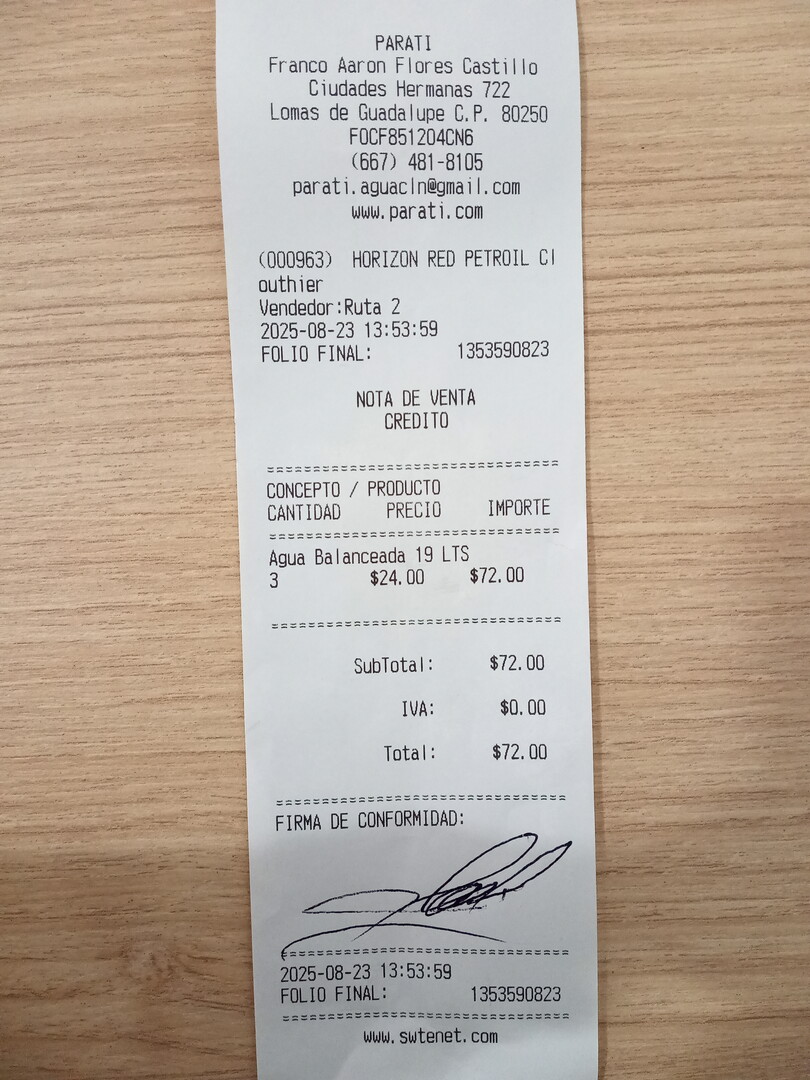 PARATI
Franco Aaron Flores Castillo
Ciudades Hermanas 722
Lomas de Guadalupe C.P. 80250
FOCF851204CN6
(667) 481-8105
parati.aguacln@gmail.com
www.parati.com
(000963) HORIZON RED PETROIL Cl
outhier
Vendedor:Ruta 2
2025-08-23 13:53:59
FOLIO FINAL: 1353590823
NOTA DE VENTA
CREDITO
================================
CONCEPTO / PRODUCTO
CANTIDAD PRECIO IMPORTE
================================
Agua Balanceada 19 LTS
3 $24.00 $72.00
================================
SubTotal: $72.00
IVA: $0.00
Total: $72.00
================================
FIRMA DE CONFORMIDAD:
================================
2025-08-23 13:53:59
FOLIO FINAL: 1353590823
================================
www.swtenet.com